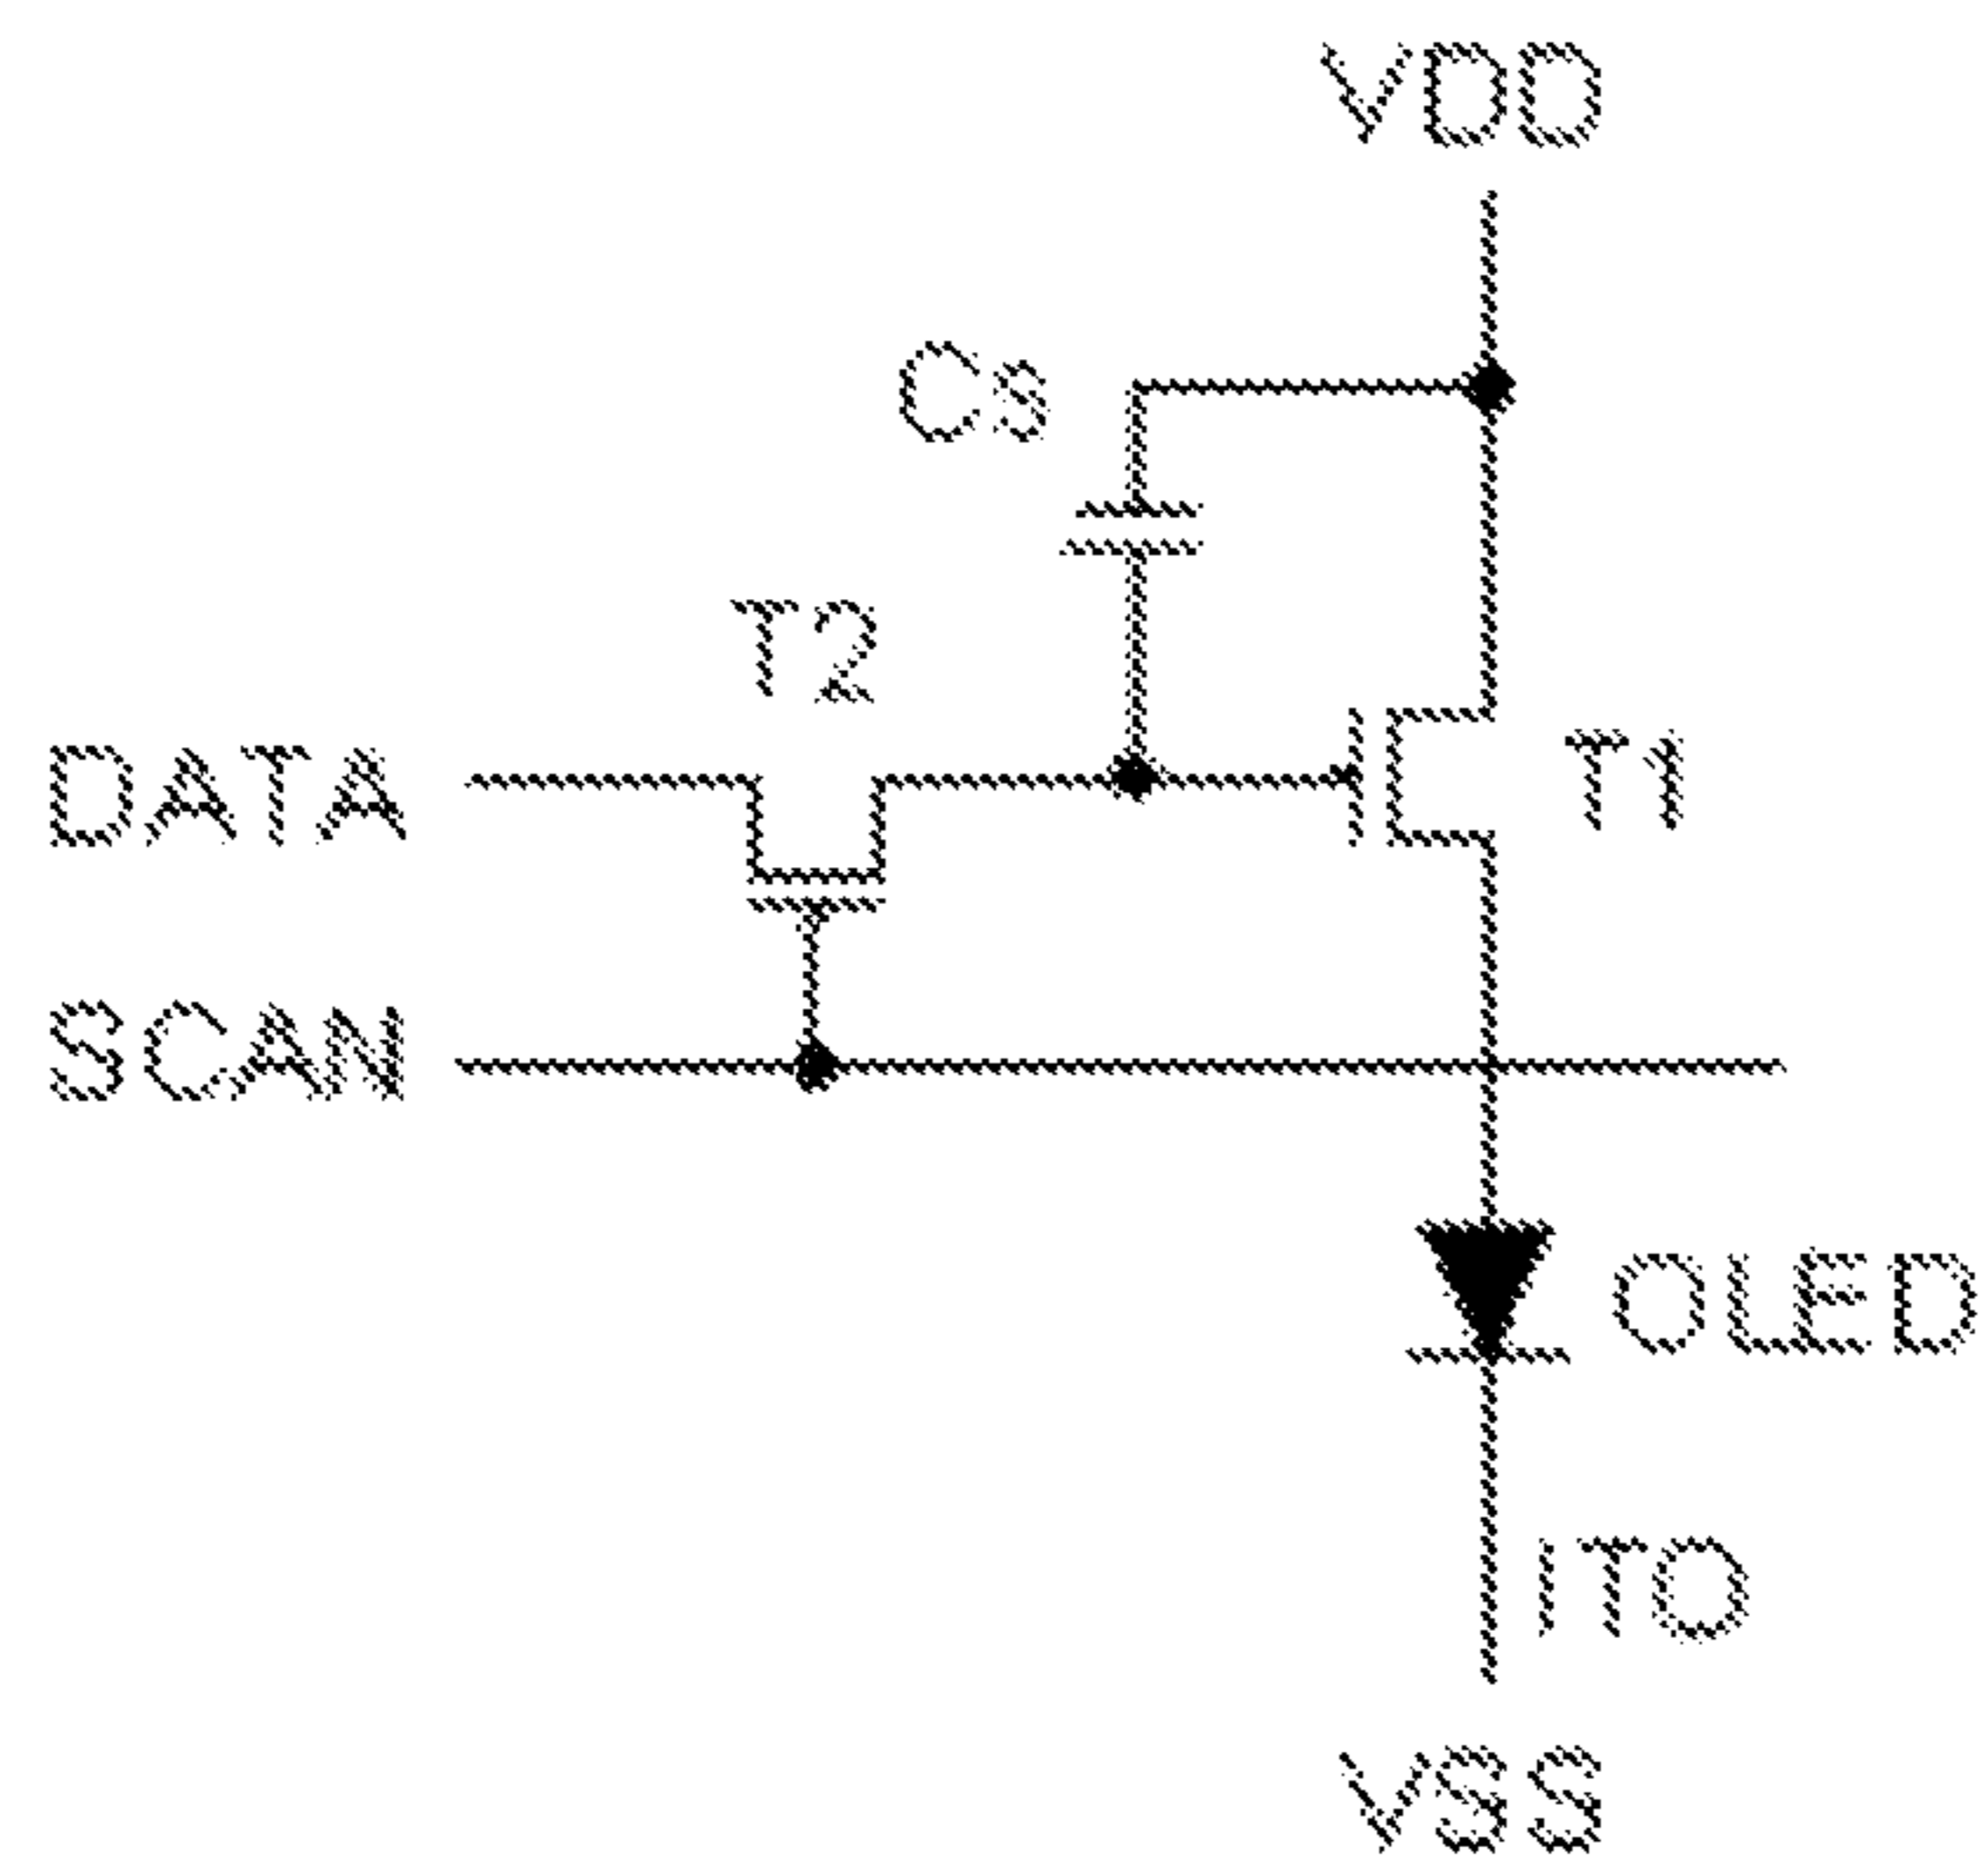 VDD
Cs
T2
DATA
T1
SCAN
OLED
ITO
VSS